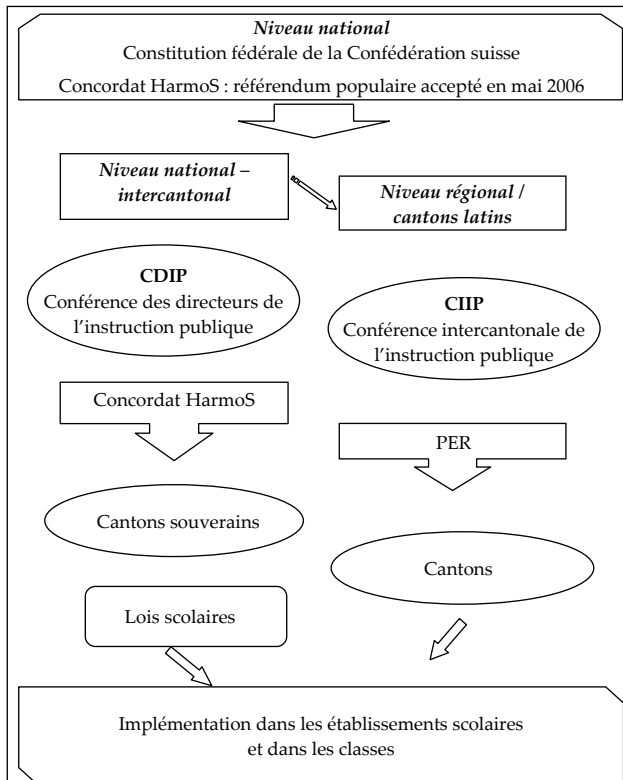 Niveau national
Constitution fédérale de la Confédération suisse
Concordat HarmoS : référendum populaire accepté en mai 2006
Niveau national –
intercantonal
Niveau régional /
cantons latins
CDIP
Conférence des directeurs de
l’instruction publique
CIIP
Conférence intercantonale de
l’instruction publique
Concordat HarmoS
PER
Cantons souverains
Cantons
Lois scolaires
Implémentation dans les établissements scolaires
et dans les classes